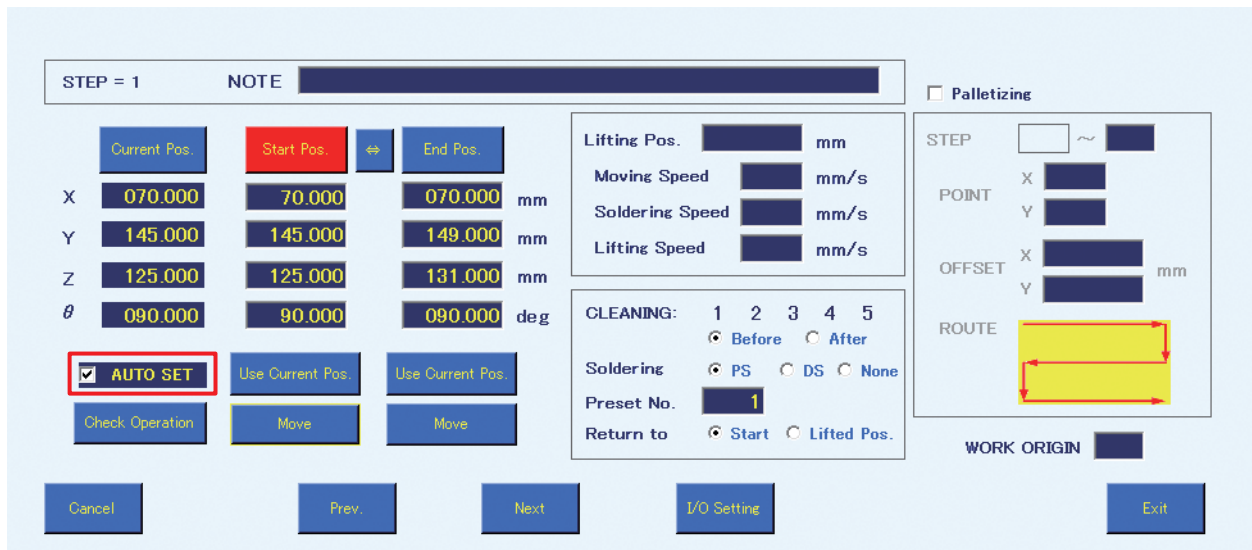 STEP = 1 NOTE
Palletizing
Current Pos. Start Pos. ⇔ End Pos.
X 070.000 70.000 070.000 mm
Y 145.000 145.000 149.000 mm
Z 125.000 125.000 131.000 mm
θ 090.000 90.000 090.000 deg
AUTO SET Use Current Pos. Use Current Pos.
Check Operation Move Move
Lifting Pos. mm
Moving Speed mm/s
Soldering Speed mm/s
Lifting Speed mm/s
CLEANING: 1 2 3 4 5
Before After
Soldering PS DS None
Preset No. 1
Return to Start Lifted Pos.
STEP ~
POINT X
Y
OFFSET X
Y mm
ROUTE
WORK ORIGIN
Cancel Prev. Next I/O Setting Exit